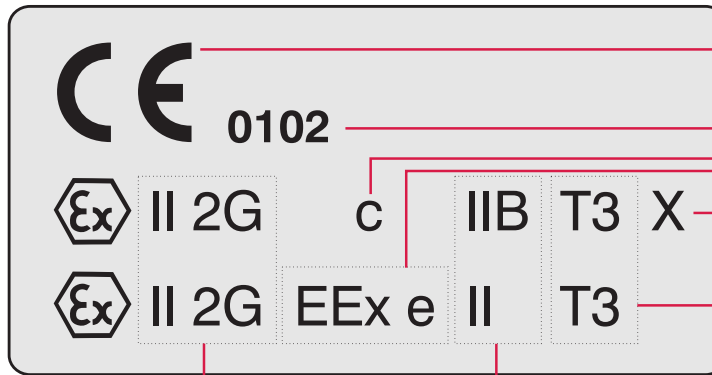 CE
0102
Ex II 2G c IIB T3 X
Ex II 2G EEx e II T3